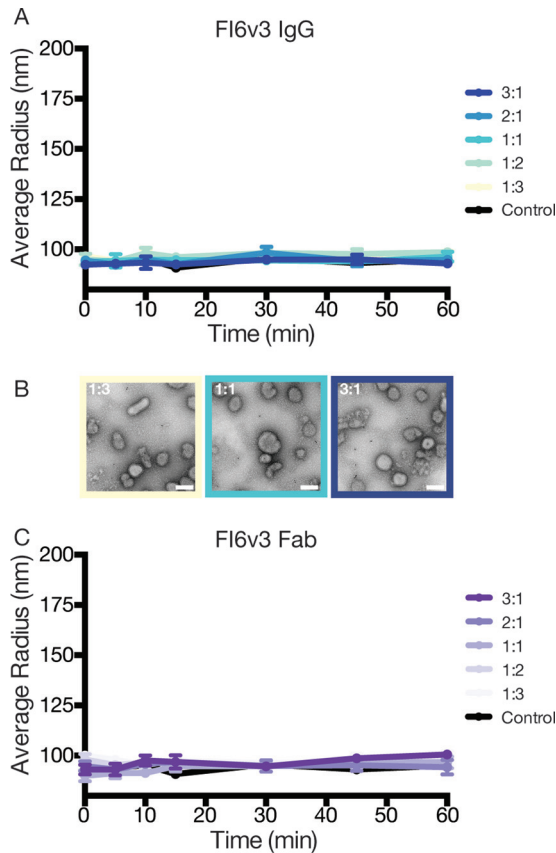 A
FI6v3 IgG
Average Radius (nm)
200
175
150
125
100
0 10 20 30 40 50 60
Time (min)
3:1
2:1
1:1
1:2
1:3
Control
B
1:3 1:1 3:1
C
FI6v3 Fab
Average Radius (nm)
200
175
150
125
100
0 10 20 30 40 50 60
Time (min)
3:1
2:1
1:1
1:2
1:3
Control